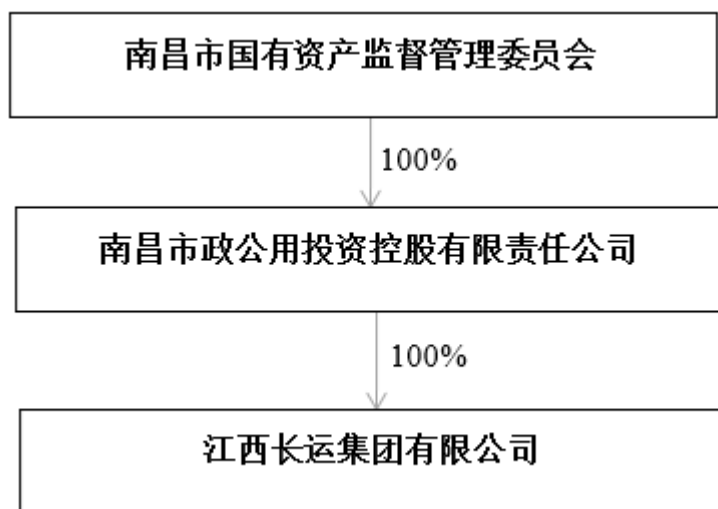 南昌市国有资产监督管理委员会
100%
南昌市政公用投资控股有限责任公司
100%
江西长运集团有限公司